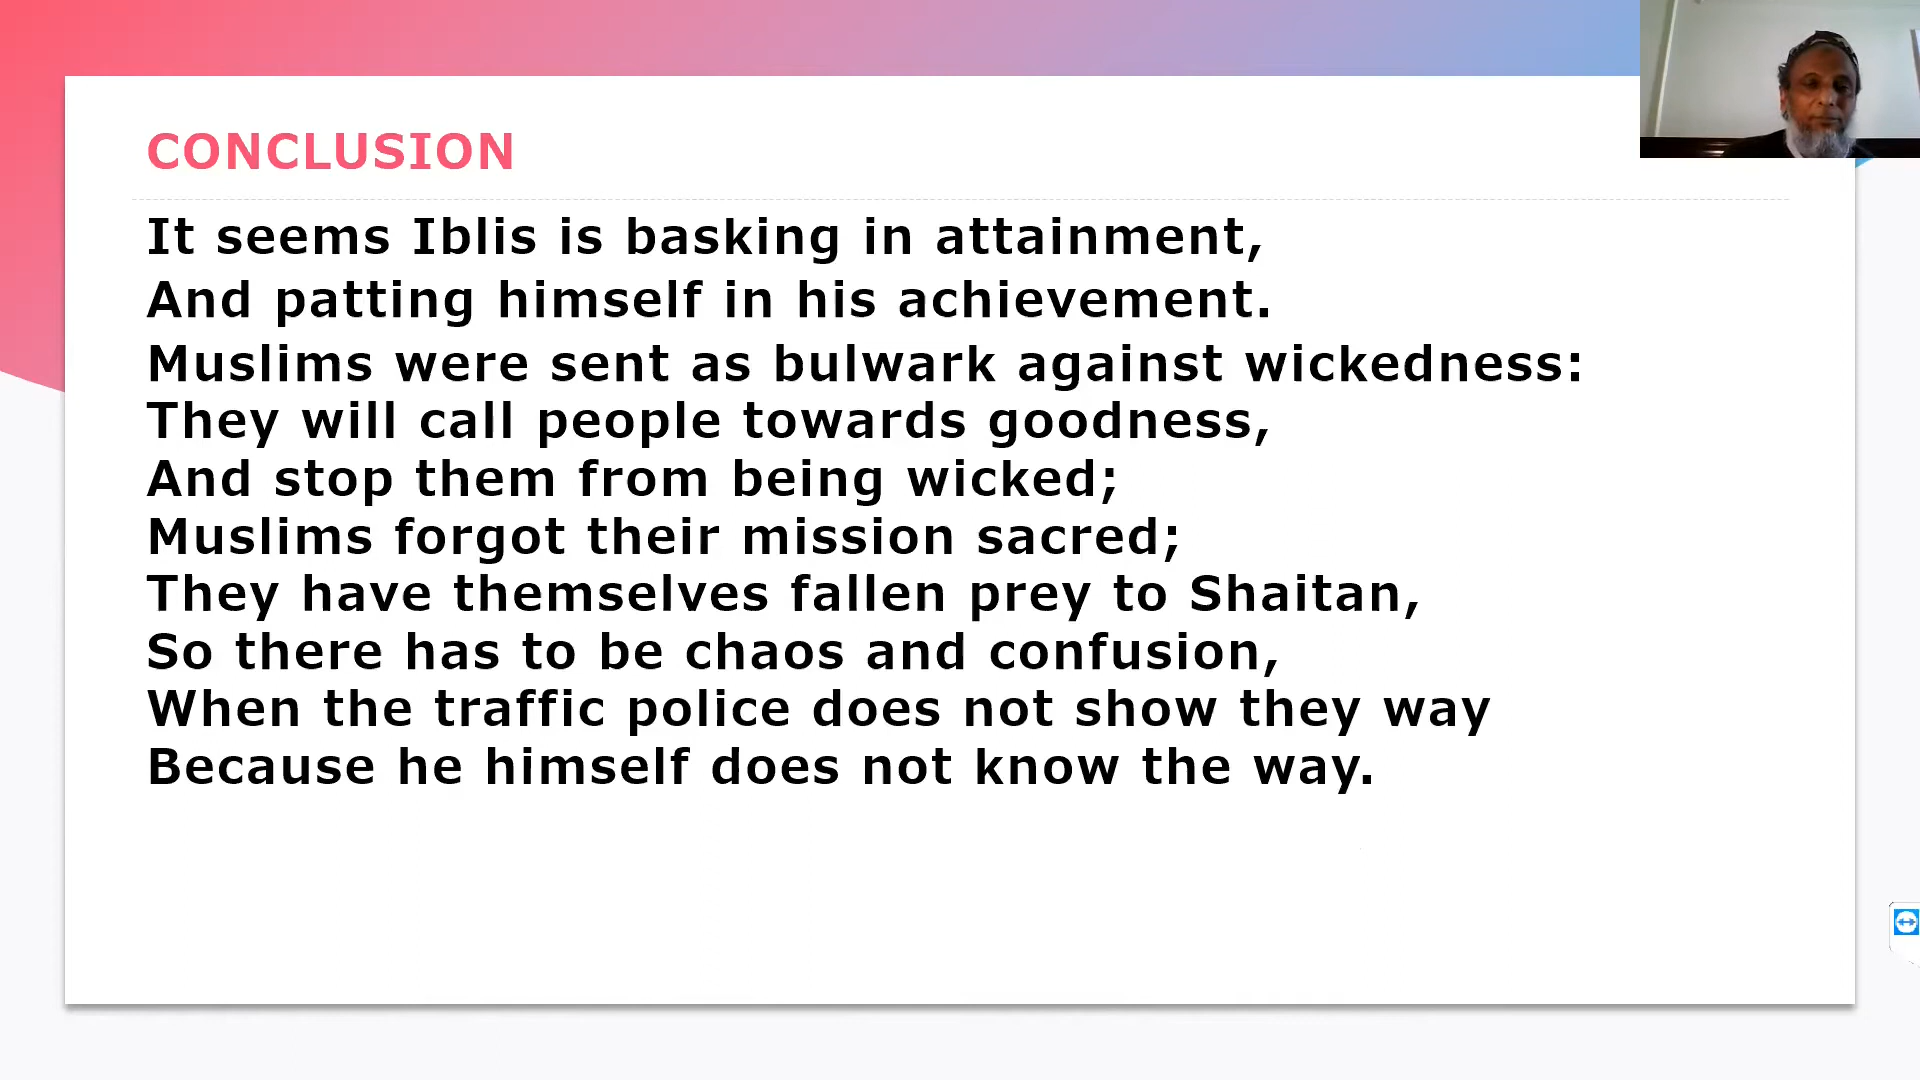 CONCLUSION
It seems Iblis is basking in attainment,
And patting himself in his achievement.
Muslims were sent as bulwark against wickedness:
They will call people towards goodness,
And stop them from being wicked;
Muslims forgot their mission sacred;
They have themselves fallen prey to Shaitan,
So there has to be chaos and confusion,
When the traffic police does not show they way
Because he himself does not know the way.